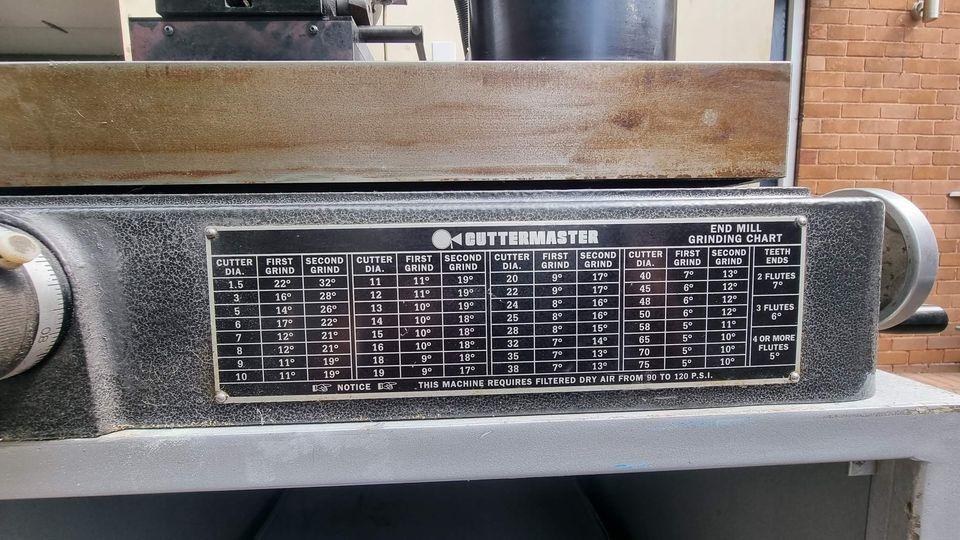 CUTTERMASTER
END MILL
GRINDING CHART
CUTTER DIA. FIRST GRIND SECOND GRIND CUTTER DIA. FIRST GRIND SECOND GRIND CUTTER DIA. FIRST GRIND SECOND GRIND CUTTER DIA. FIRST GRIND SECOND GRIND TEETH ENDS
1.5 22° 32° 11 11° 19° 20 9° 17° 40 7° 13° 2 FLUTES
3 16° 28° 12 11° 19° 22 9° 17° 45 6° 12° 7°
5 14° 26° 13 10° 19° 24 8° 16° 48 6° 12° 3 FLUTES
6 17° 22° 14 10° 18° 25 8° 16° 50 6° 12° 6°
7 12° 21° 15 10° 18° 28 8° 15° 58 5° 11°
8 12° 21° 16 10° 18° 32 7° 14° 65 5° 10° 4 OR MORE
9 11° 19° 18 9° 18° 35 7° 13° 70 5° 10° FLUTES
10 11° 19° 19 9° 17° 38 7° 13° 75 5° 10° 5°
NOTICE THIS MACHINE REQUIRES FILTERED DRY AIR FROM 90 TO 120 P.S.I.